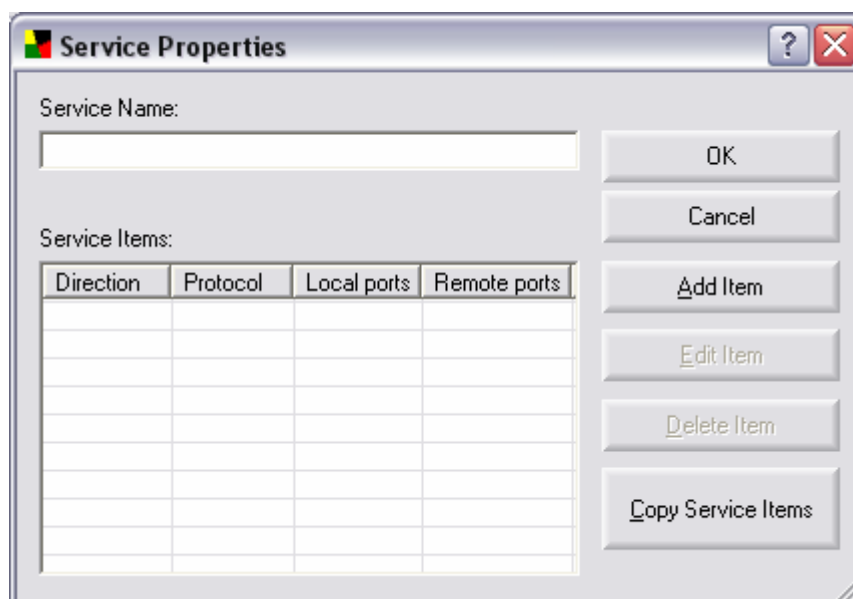 Service Properties
?
Service Name:
OK
Cancel
Service Items:
Direction Protocol Local ports Remote ports
Add Item
Edit Item
Delete Item
Copy Service Items